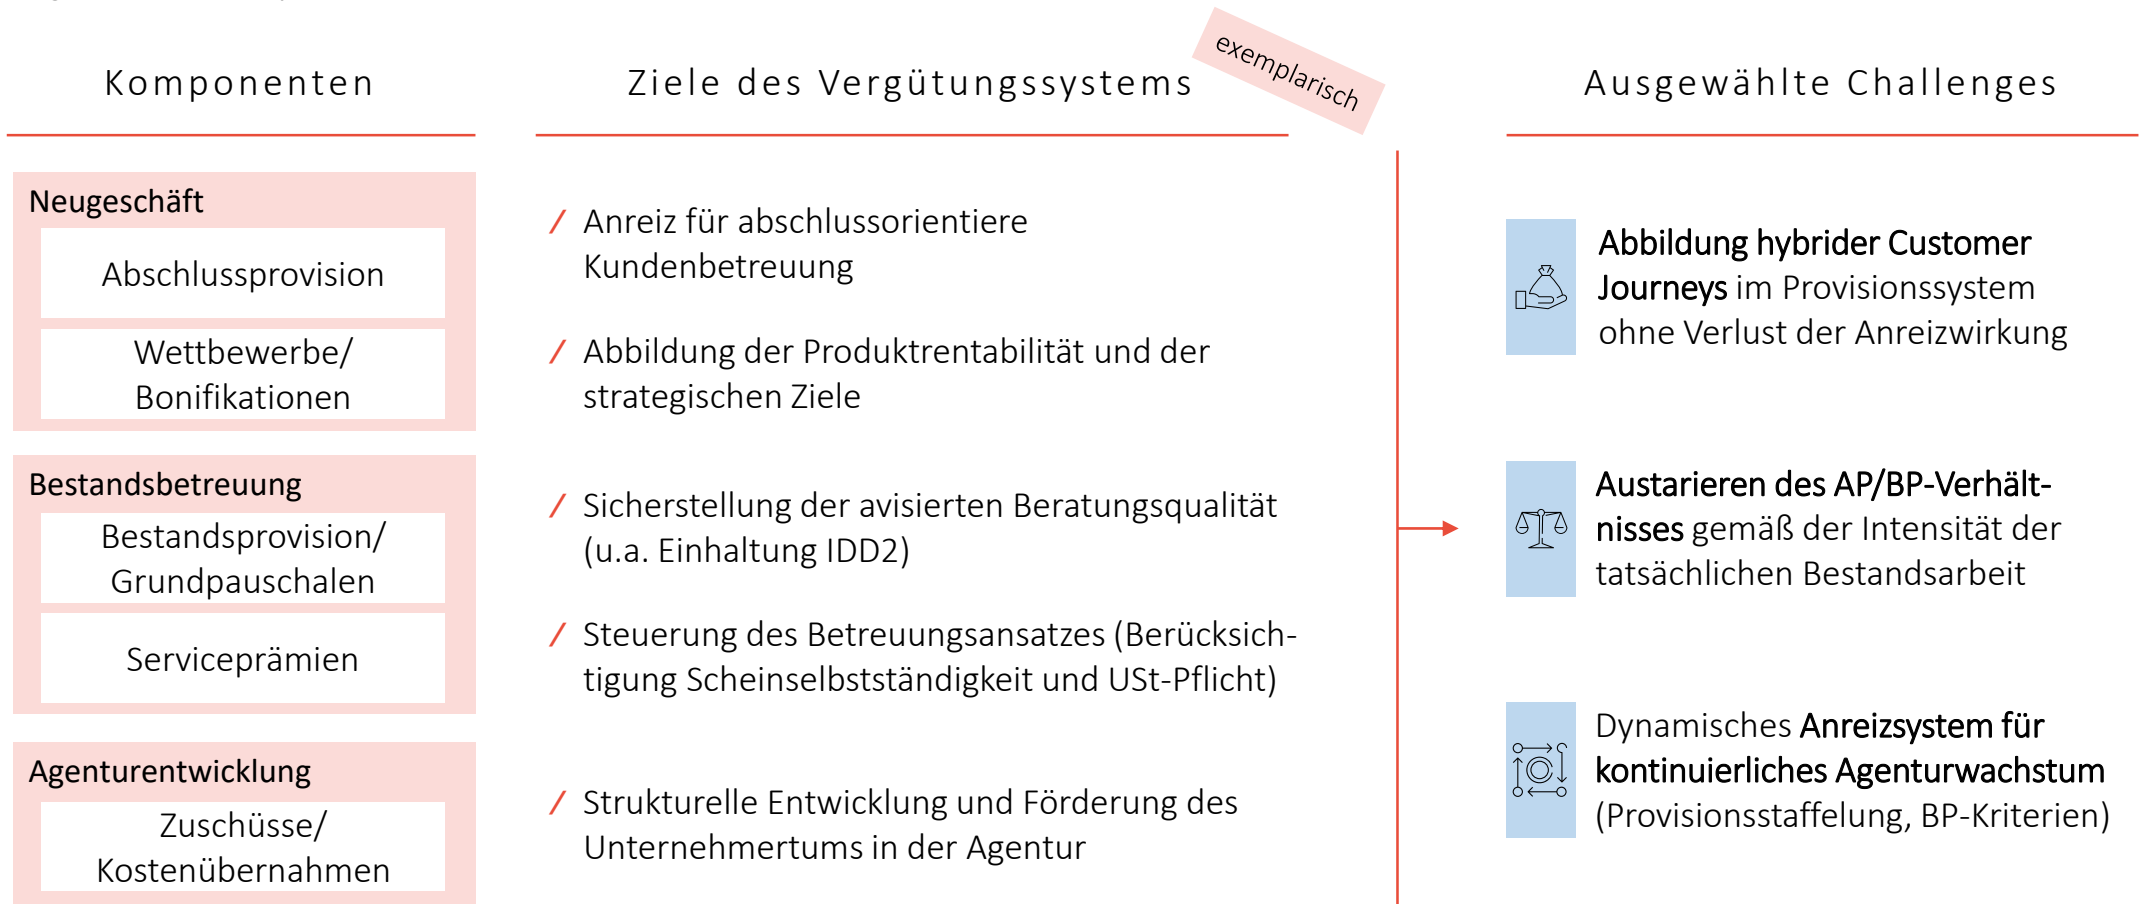 Komponenten
Ziele des Vergütungssystems
exemplarisch
Ausgewählte Challenges
Neugeschäft
Abschlussprovision
Wettbewerbe/
Bonifikationen
Bestandsbetreuung
Bestandsprovision/
Grundpauschalen
Serviceprämien
Agenturentwicklung
Zuschüsse/
Kostenübernahmen
/ Anreiz für abschlussorientiere
Kundenbetreuung
/ Abbildung der Produktrentabilität und der
strategischen Ziele
/ Sicherstellung der avisierten Beratungsqualität
(u.a. Einhaltung IDD2)
/ Steuerung des Betreuungsansatzes (Berücksich-
tigung Scheinselbstständigkeit und USt-Pflicht)
/ Strukturelle Entwicklung und Förderung des
Unternehmertums in der Agentur
Abbildung hybrider Customer
Journeys im Provisionssystem
ohne Verlust der Anreizwirkung
Austarieren des AP/BP-Verhält-
nisses gemäß der Intensität der
tatsächlichen Bestandsarbeit
Dynamisches Anreizsystem für
kontinuierliches Agenturwachstum
(Provisionsstaffelung, BP-Kriterien)